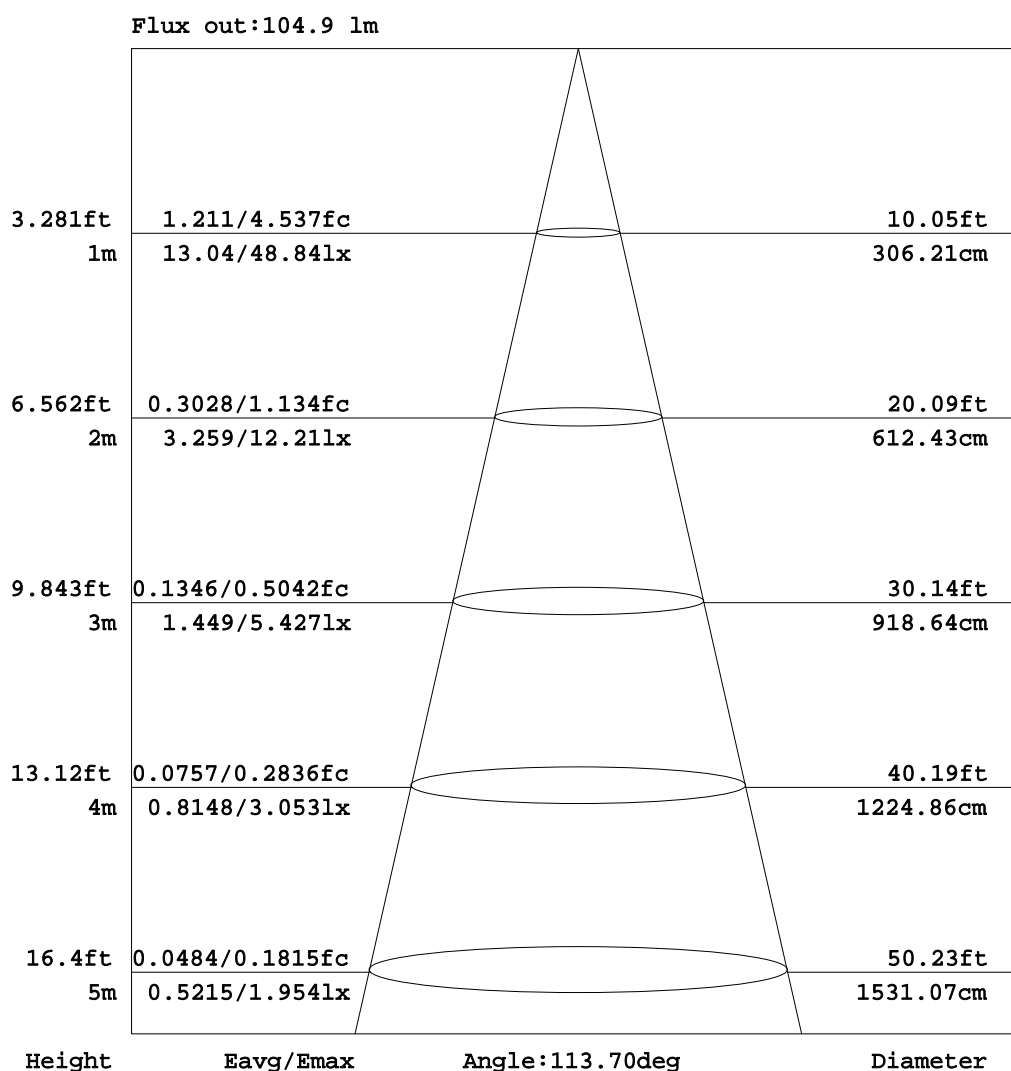 Flux out:104.9 lm
3.281ft 1.211/4.537fc 10.05ft
1m 13.04/48.84lx 306.21cm
6.562ft 0.3028/1.134fc 20.09ft
2m 3.259/12.21lx 612.43cm
9.843ft 0.1346/0.5042fc 30.14ft
3m 1.449/5.427lx 918.64cm
13.12ft 0.0757/0.2836fc 40.19ft
4m 0.8148/3.053lx 1224.86cm
16.4ft 0.0484/0.1815fc 50.23ft
5m 0.5215/1.954lx 1531.07cm
Height Eavg/Emax Angle:113.70deg Diameter